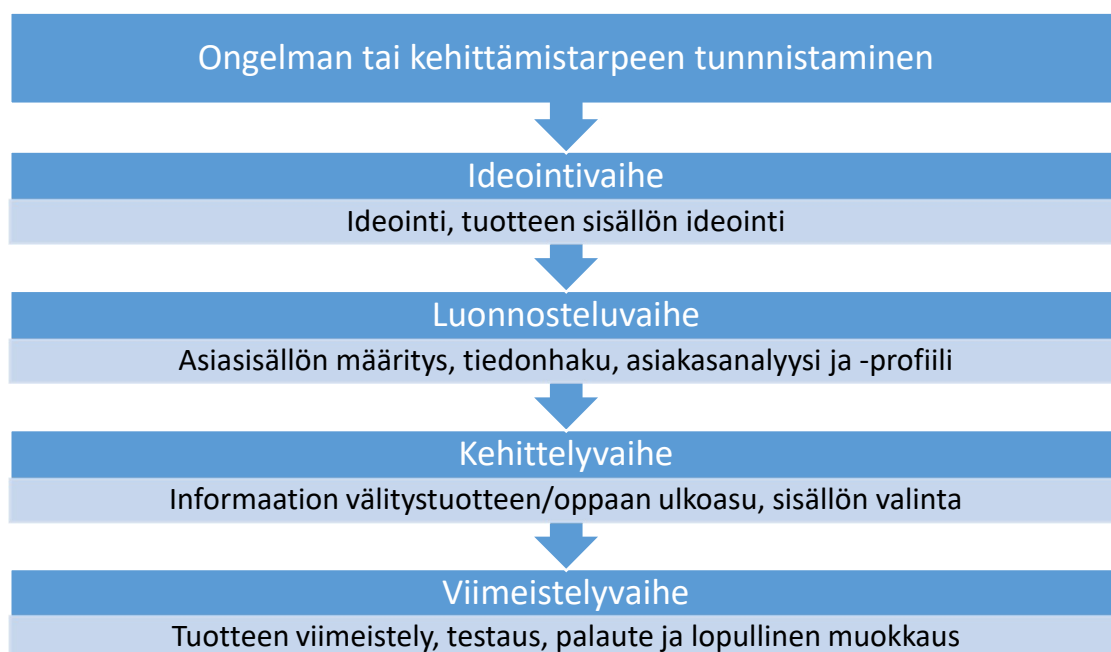 Ongelman tai kehittämistarpeen tunnnistaminen
Ideointivaihe
Ideointi, tuotteen sisällön ideointi
Luonnosteluvaihe
Asiasisällön määritys, tiedonhaku, asiakasanalyysi ja -profiili
Kehittelyvaihe
Informaation välitystuotteen/oppaan ulkoasu, sisällön valinta
Viimeistelyvaihe
Tuotteen viimeistely, testaus, palaute ja lopullinen muokkaus